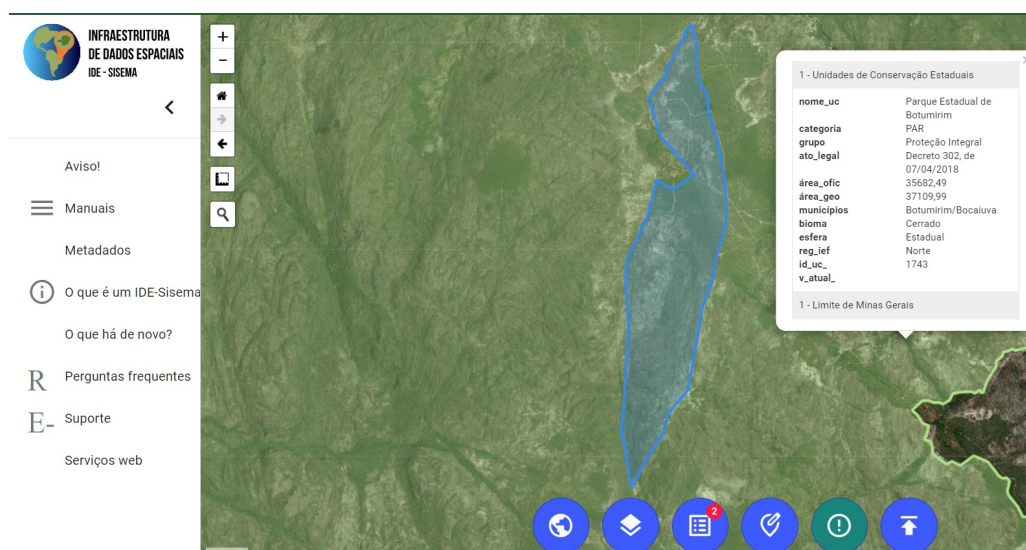 INFRAESTRUTURA
DE DADOS ESPACIAIS
IDE - SISEMA
Aviso!
Manuais
Metadados
O que é um IDE-Sisema
O que há de novo?
R Perguntas frequentes
E- Suporte
Serviços web
+
−
1 - Unidades de Conservação Estaduais
nome_uc Parque Estadual de
Botumirim
categoria PAR
grupo Proteção Integral
ato_legal Decreto 302, de
07/04/2018
área_ofic 35682,49
área_geo 37109,99
municípios Botumirim/Bocaiuva
bioma Cerrado
esfera Estadual
reg_ief Norte
id_uc_ 1743
v_atual_
1 - Limite de Minas Gerais
2